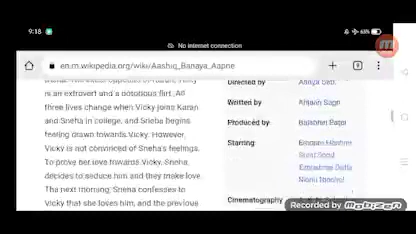 9:18
63%
No internet connection
en.m.wikipedia.org/wiki/Aashiq_Banaya_Aapne
is an extrovert and a notorious flirt. All
three lives change when Vicky joins Karan
and Sneha in college, and Sneha begins
feeling drawn towards Vicky. However,
Vicky is not convinced of Sneha's feelings.
To prove her love towards Vicky, Sneha
decides to seduce him and they make love.
The next morning, Sneha confesses to
Vicky that she loves him, and the previous
Directed by
Written by
Produced by
Starring
Emraan Hashmi
Cinematography
Recorded by
MOBIZEN